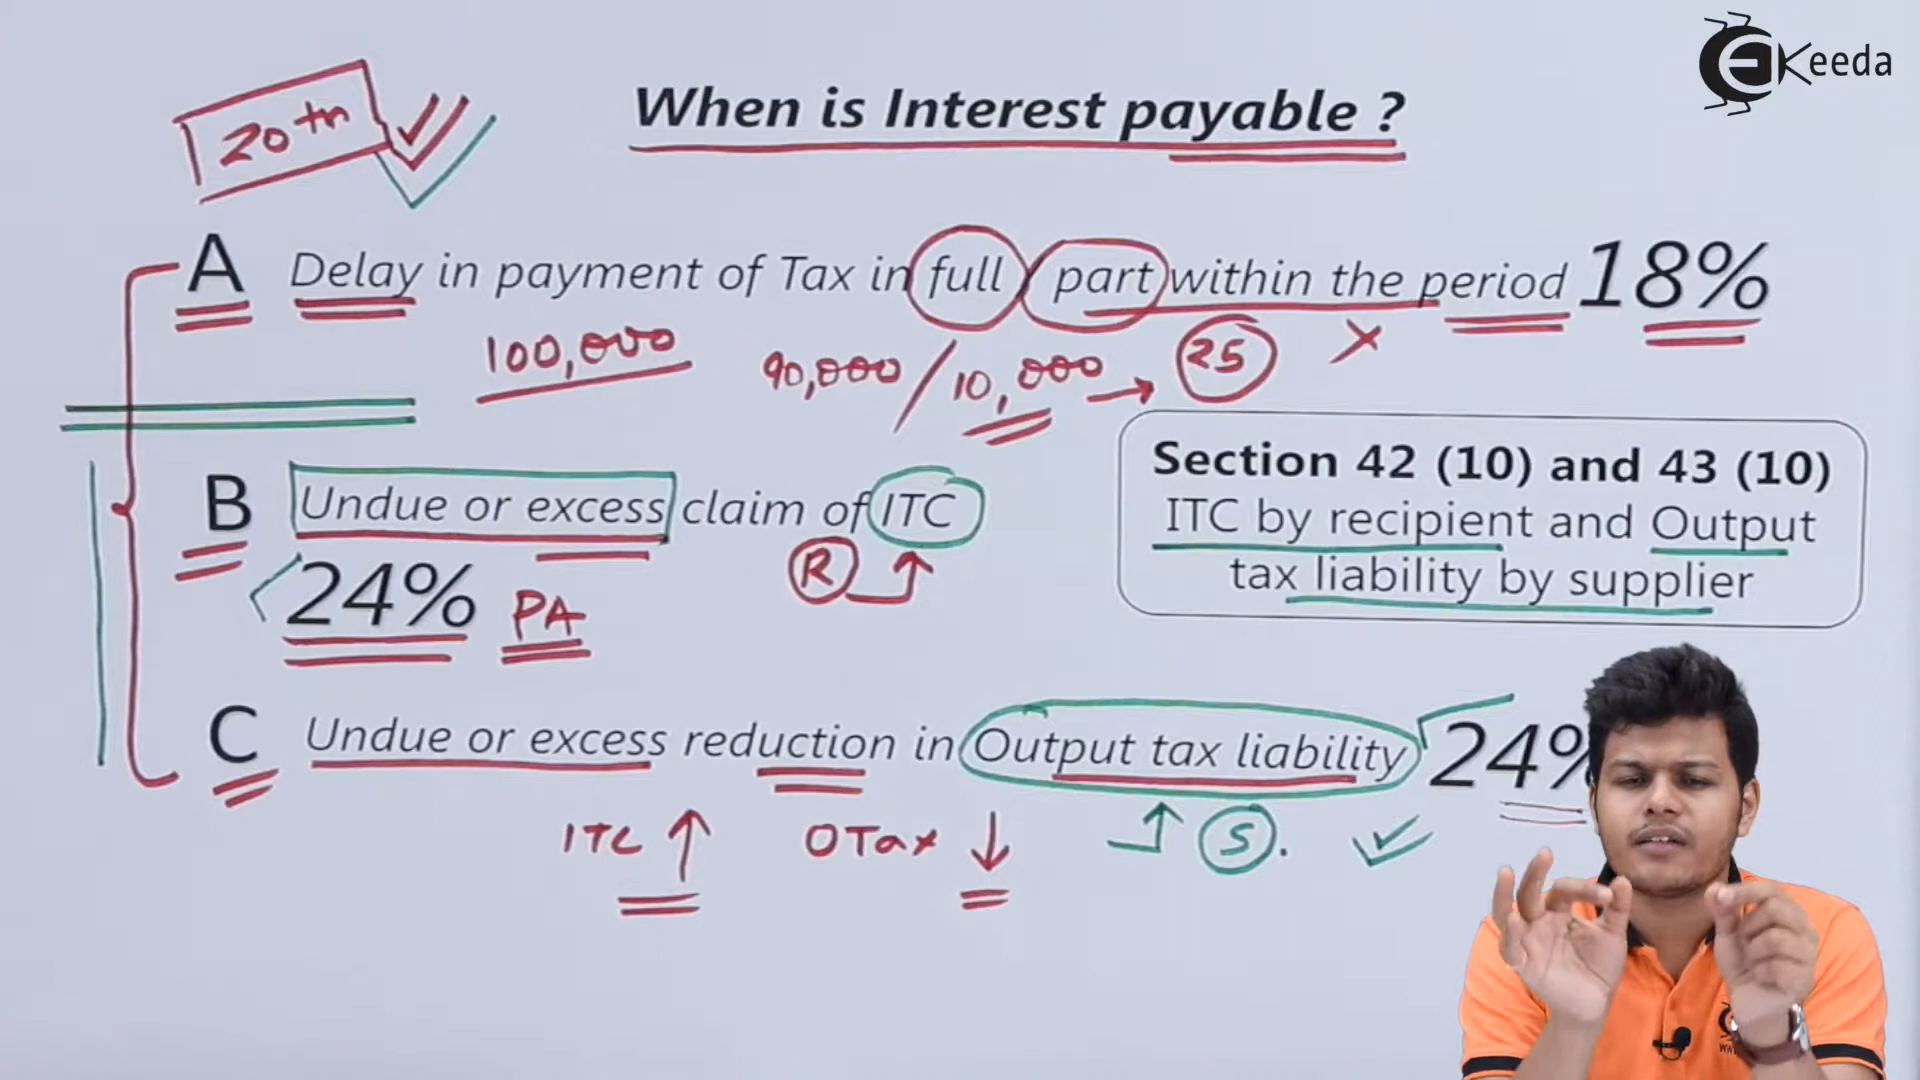 Keeda
20th
When is Interest payable ?
A Delay in payment of Tax in full / part within the period 18%
100,000 90,000 / 10,000 → 25 X
B Undue or excess claim of ITC
R
24% PA
Section 42 (10) and 43 (10)
ITC by recipient and Output
tax liability by supplier
C Undue or excess reduction in Output tax liability 24%
ITC ↑ OTax ↓ S.